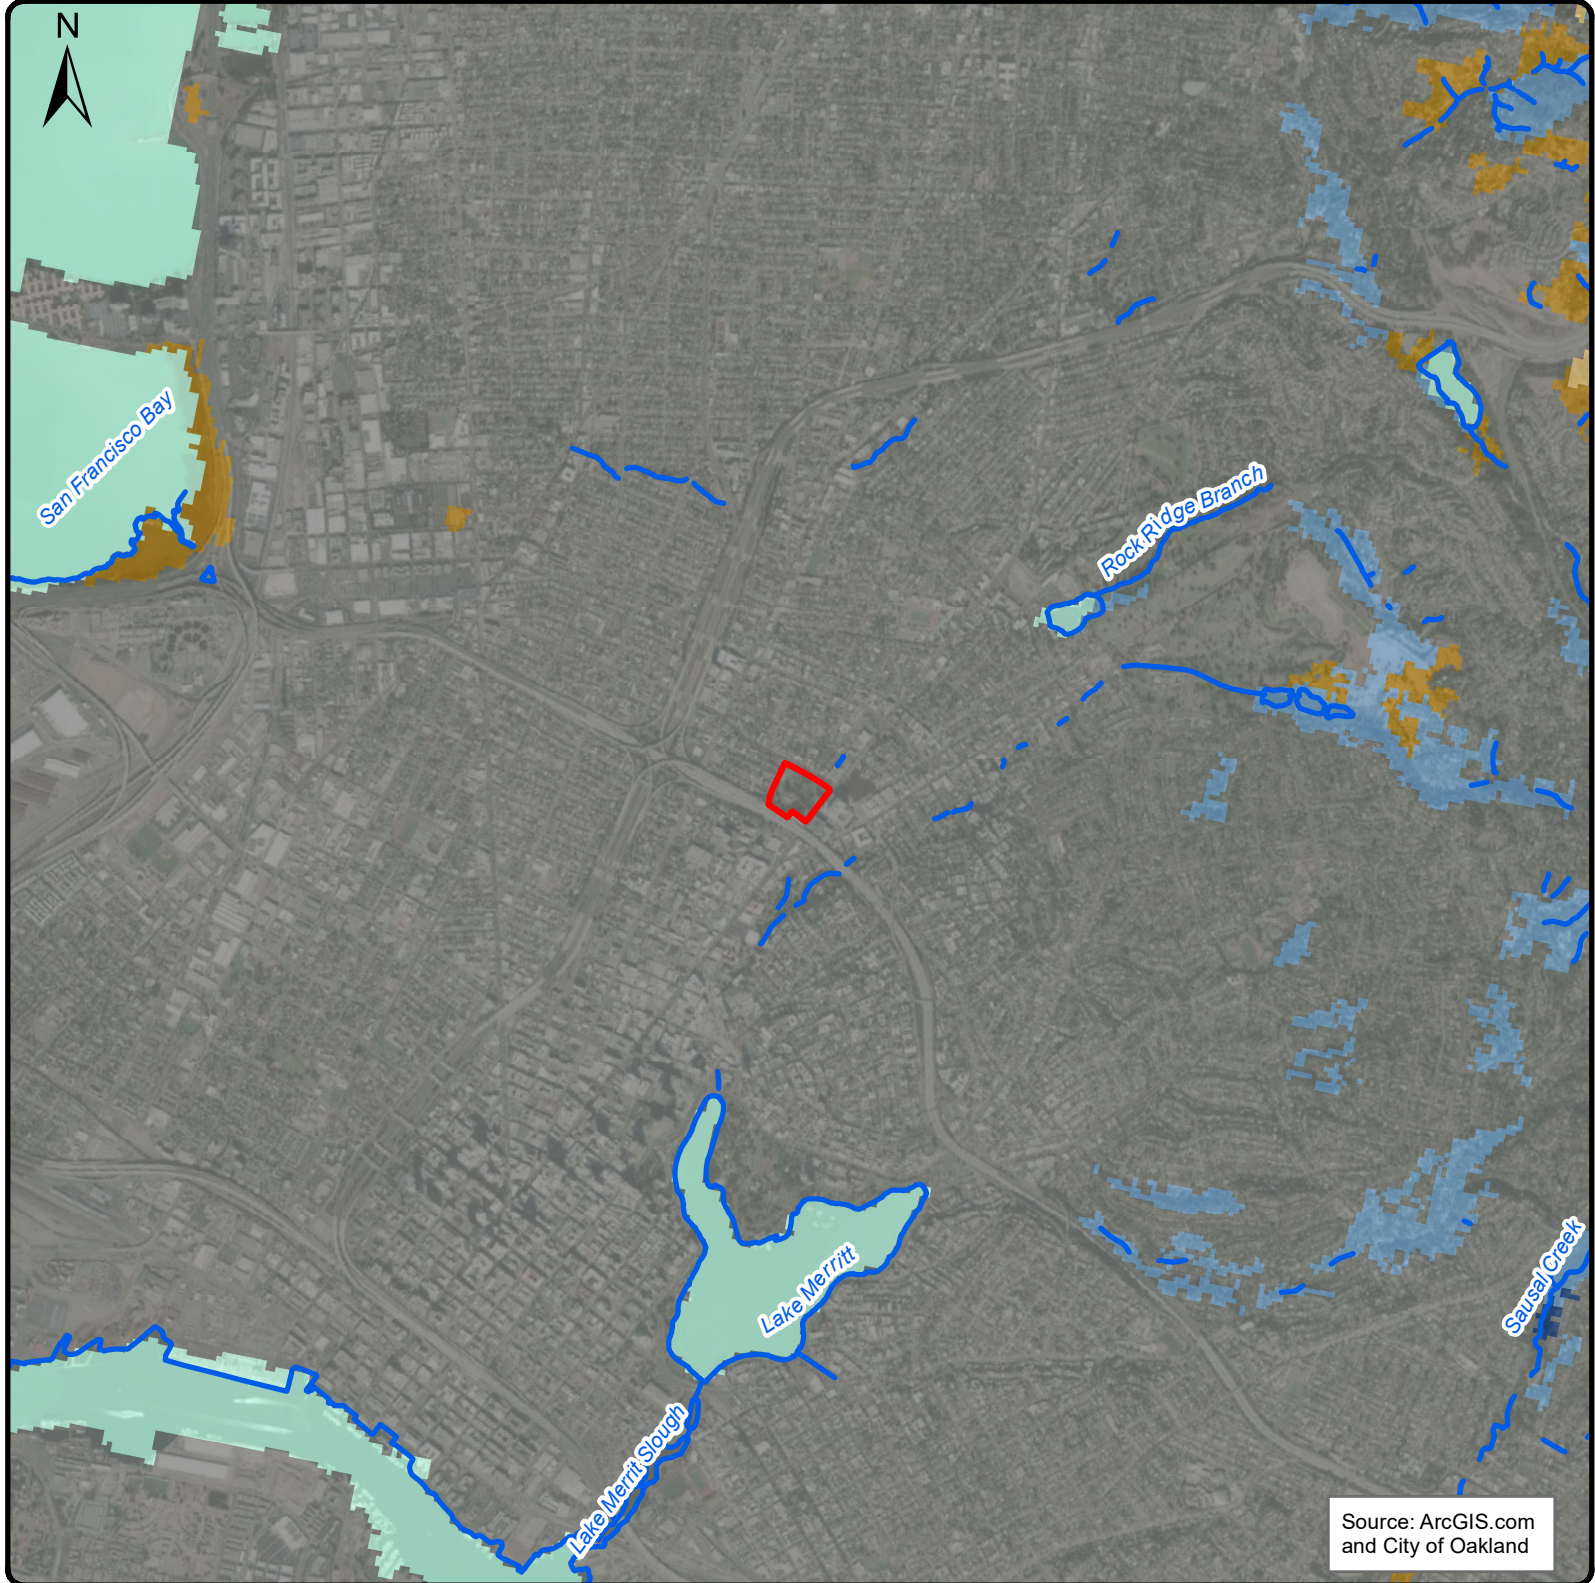 N
San Francisco Bay
Rock Ridge Branch
Lake Merritt
Sausal Creek
Lake Merrit Slough
Source: ArcGIS.com
and City of Oakland